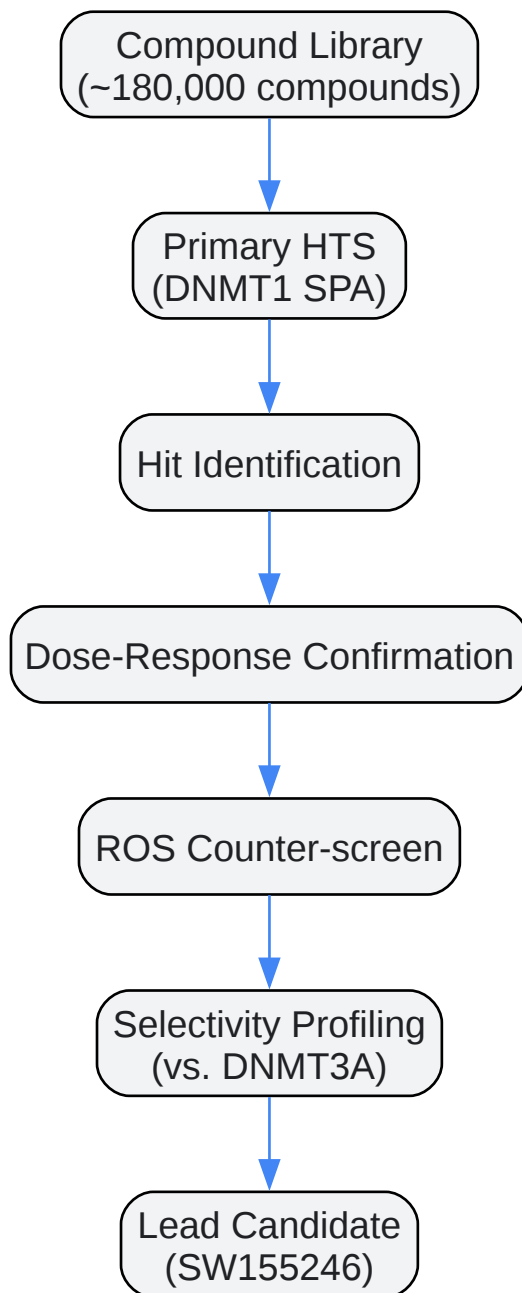 Compound Library
(~180,000 compounds)
Primary HTS
(DNMT1 SPA)
Hit Identification
Dose-Response Confirmation
ROS Counter-screen
Selectivity Profiling
(vs. DNMT3A)
Lead Candidate
(SW155246)